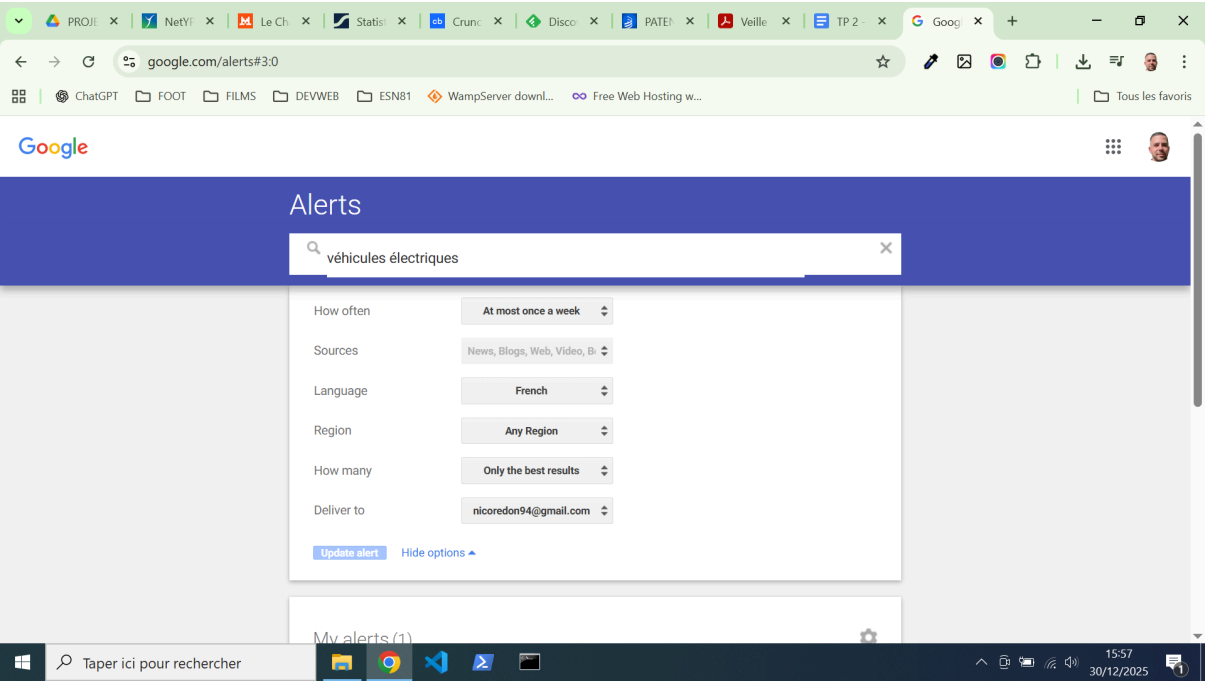 PROJE NetYP Le Ch Statist Crunc Disco PATEN Veille TP 2 - Goog
google.com/alerts#3:0
ChatGPT FOOT FILMS DEVWEB ESN81 WampServer downl... Free Web Hosting w... Tous les favoris
Google
Alerts
véhicules électriques
How often At most once a week
Sources News, Blogs, Web, Video, B
Language French
Region Any Region
How many Only the best results
Deliver to nicoredon94@gmail.com
Update alert Hide options
My alerts (1)
Taper ici pour rechercher
15:57
30/12/2025
1